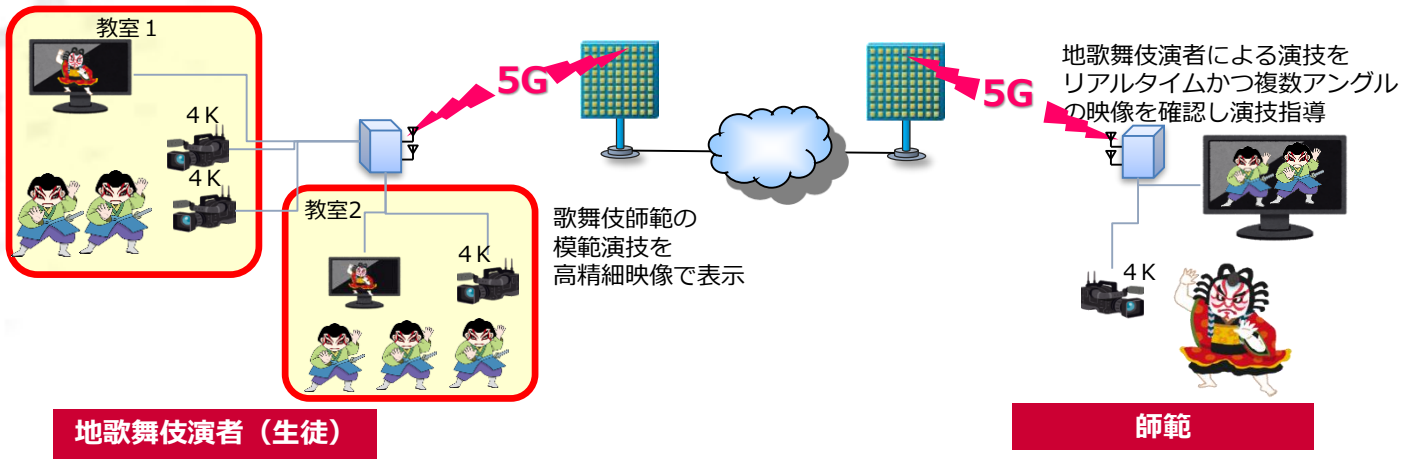 教室１
４Ｋ
４Ｋ
教室2
４Ｋ
5G
歌舞伎師範の
模範演技を
高精細映像で表示
5G
地歌舞伎演者による演技を
リアルタイムかつ複数アングル
の映像を確認し演技指導
４Ｋ
地歌舞伎演者（生徒）
師範